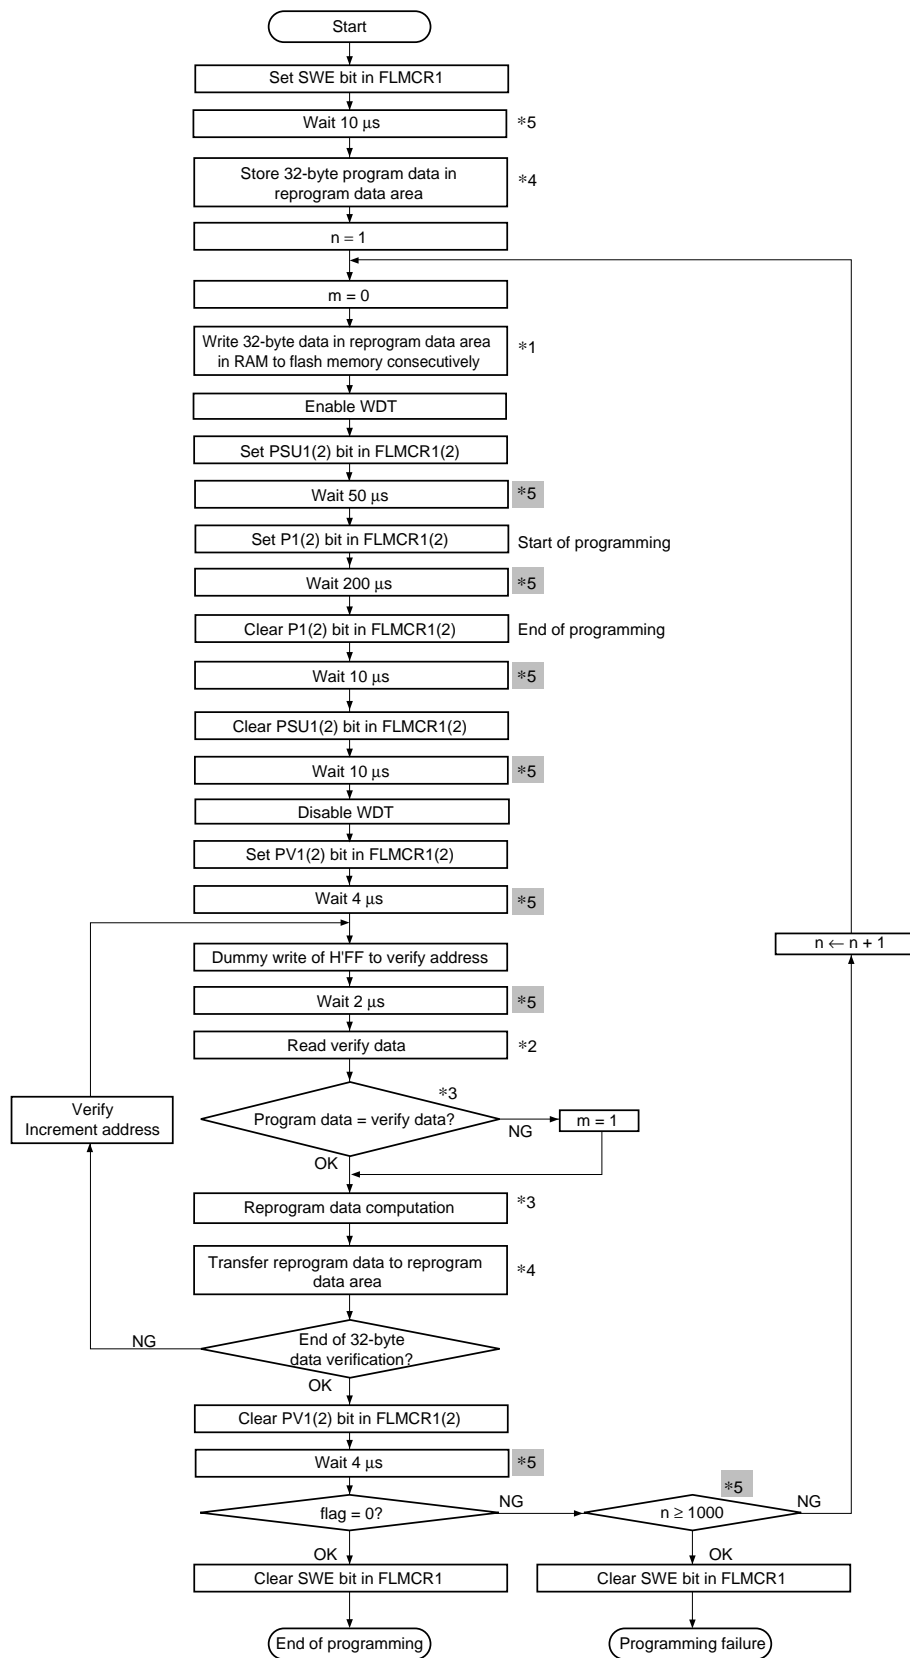 Start
Set SWE bit in FLMCR1
Wait 10 μs
*5
Store 32-byte program data in
reprogram data area
*4
n = 1
m = 0
Write 32-byte data in reprogram data area
in RAM to flash memory consecutively
*1
Enable WDT
Set PSU1(2) bit in FLMCR1(2)
Wait 50 μs
*5
Set P1(2) bit in FLMCR1(2)
Start of programming
Wait 200 μs
*5
Clear P1(2) bit in FLMCR1(2)
End of programming
Wait 10 μs
*5
Clear PSU1(2) bit in FLMCR1(2)
Wait 10 μs
*5
Disable WDT
Set PV1(2) bit in FLMCR1(2)
Wait 4 μs
*5
n ← n + 1
Dummy write of H'FF to verify address
Wait 2 μs
*5
Read verify data
*2
*3
Verify
Increment address
Program data = verify data?
NG
m = 1
OK
Reprogram data computation
*3
Transfer reprogram data to reprogram
data area
*4
NG
End of 32-byte
data verification?
OK
Clear PV1(2) bit in FLMCR1(2)
Wait 4 μs
*5
*5
flag = 0?
NG
n ≥ 1000
NG
OK
OK
Clear SWE bit in FLMCR1
Clear SWE bit in FLMCR1
End of programming
Programming failure